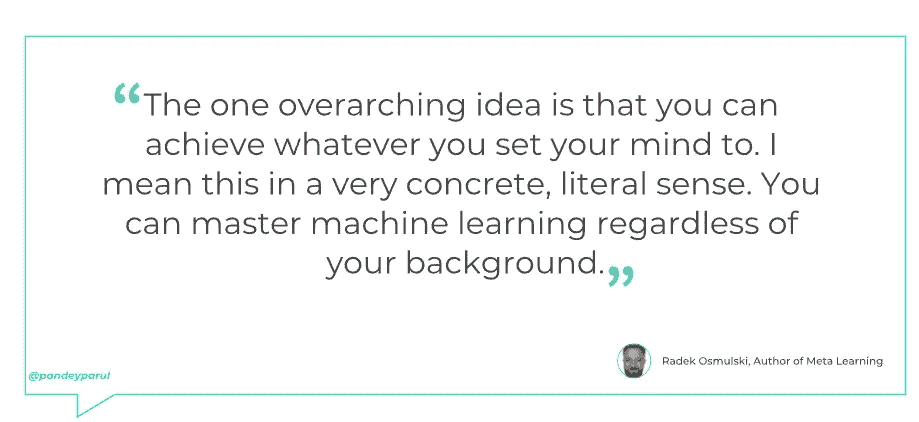 “The one overarching idea is that you can
achieve whatever you set your mind to. I
mean this in a very concrete, literal sense. You
can master machine learning regardless of
your background.”
Radek Osmulski, Author of Meta Learning
@pandeyparul